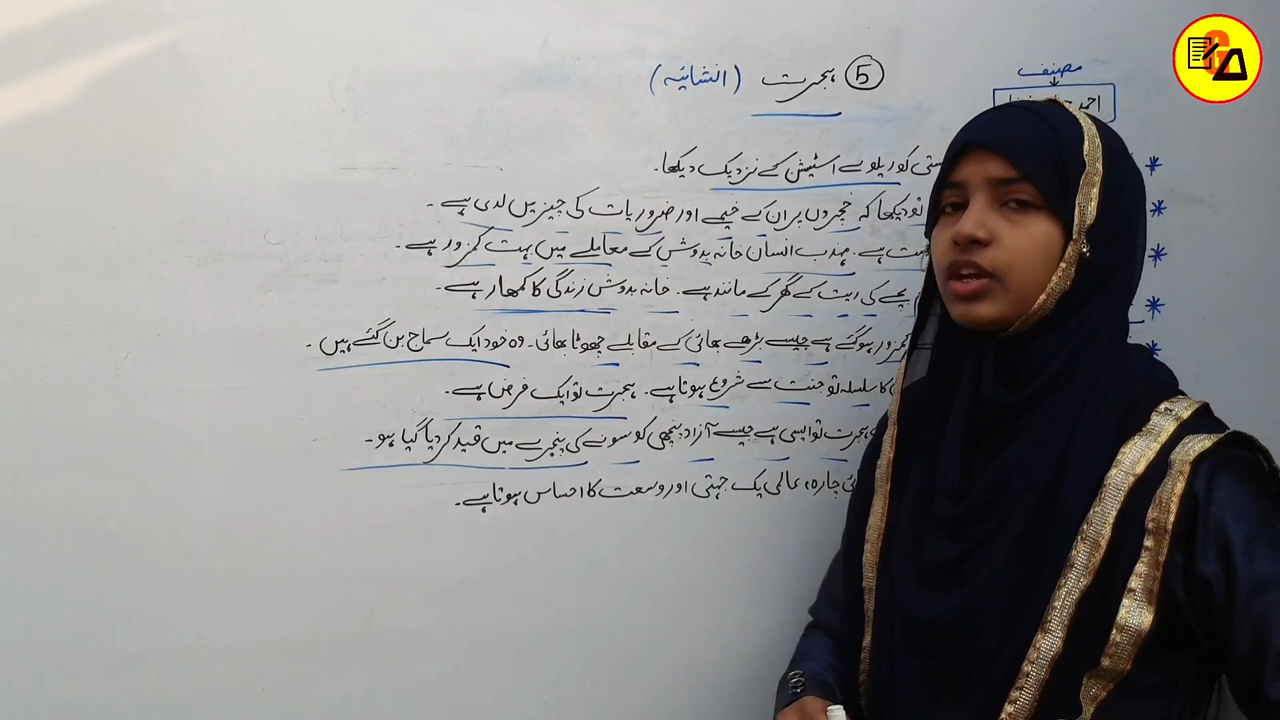 5 ہجرت (انشائیہ)
مصنف
احمد
کو ریلوے اسٹیشن کے نزدیک دیکھا۔
تو دیکھا کہ خچروں پر ان کے خیمے اور ضروریات کی چیزیں لدی ہے۔
ہے۔ مہذب انسان خانہ بدوش کے معاملے میں بہت کمزور ہے۔
بچے کی ریت کے گھر کے مانند ہے۔ خانہ بدوش زندگی کا کمھار ہے۔
کمزور ہو گئے ہے جیسے بڑھے بھائی کے مقابلے چھوٹا بھائی۔ وہ خود ایک سماج بن گئے ہیں۔
کا سلسلہ تو جنت سے شروع ہوتا ہے۔ ہجرت تو ایک فرض ہے۔
ہجرت تو ایسی ہے جیسے آزاد پنچھی کو سونے کی پنجرے میں قید کر دیا گیا ہو۔
چارہ، عالمی یک جہتی اور وسعت کا احساس ہوتا ہے۔